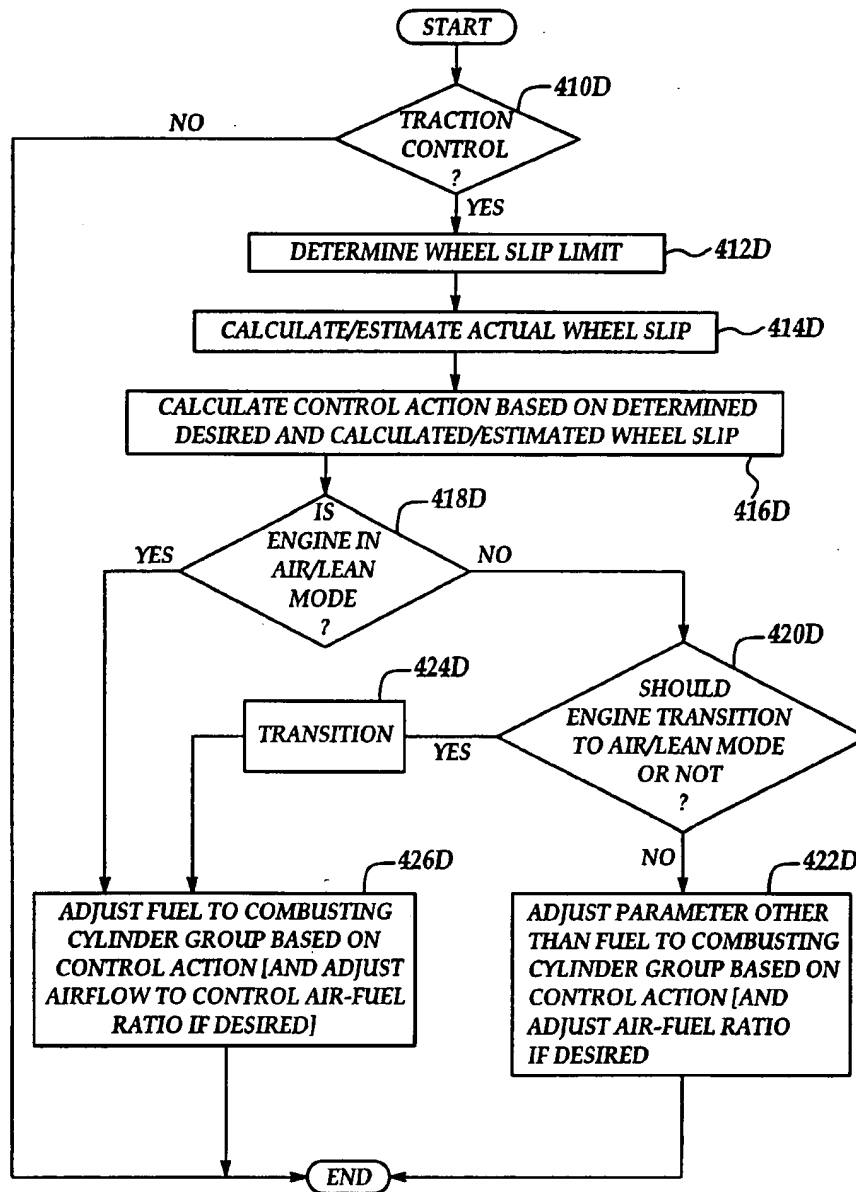 START
410D
NO
TRACTION
CONTROL
?
YES
DETERMINE WHEEL SLIP LIMIT
412D
CALCULATE/ESTIMATE ACTUAL WHEEL SLIP
414D
CALCULATE CONTROL ACTION BASED ON DETERMINED
DESIRED AND CALCULATED/ESTIMATED WHEEL SLIP
416D
418D
IS
ENGINE IN
AIR/LEAN
MODE
?
YES
NO
420D
SHOULD
ENGINE TRANSITION
TO AIR/LEAN MODE
OR NOT
?
424D
TRANSITION
YES
NO
426D
ADJUST FUEL TO COMBUSTING
CYLINDER GROUP BASED ON
CONTROL ACTION [AND ADJUST
AIRFLOW TO CONTROL AIR-FUEL
RATIO IF DESIRED]
422D
ADJUST PARAMETER OTHER
THAN FUEL TO COMBUSTING
CYLINDER GROUP BASED ON
CONTROL ACTION [AND
ADJUST AIR-FUEL RATIO
IF DESIRED
END